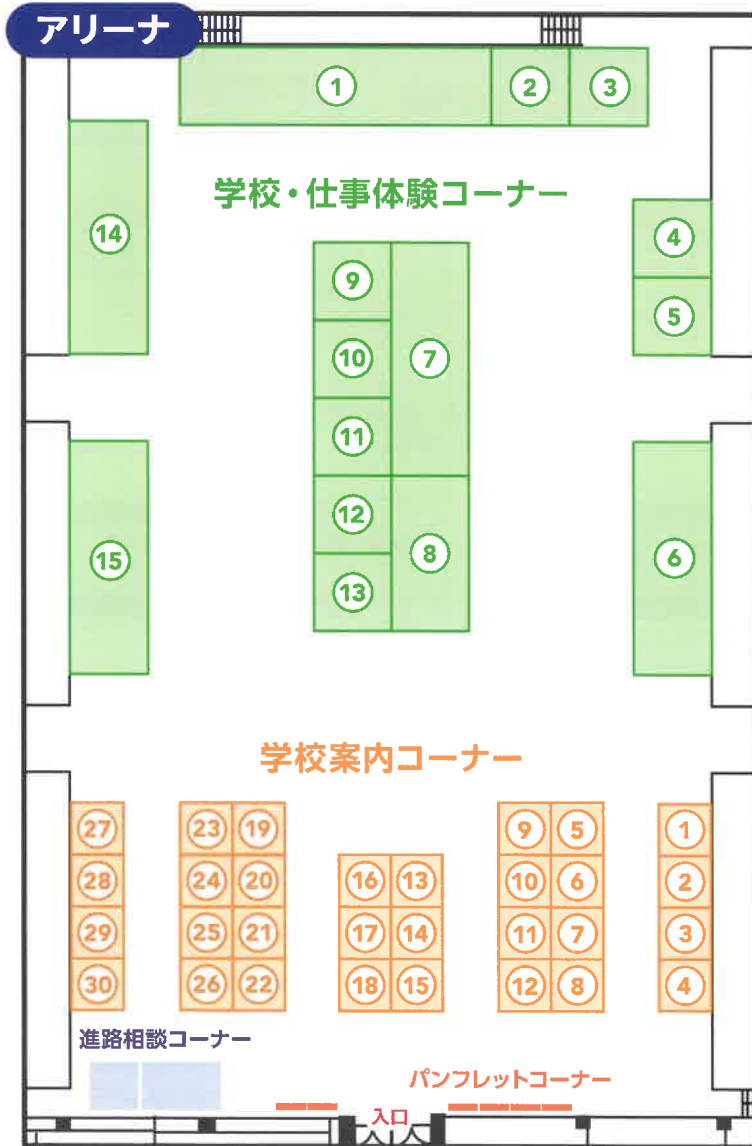 アリーナ
① ② ③
学校・仕事体験コーナー
⑭ ④
⑨ ⑤
⑩ ⑦
⑪
⑫
⑮ ⑧ ⑥
⑬
学校案内コーナー
㉗ ㉓ ⑲ ⑨ ⑤ ①
㉘ ㉔ ⑳ ⑯ ⑬ ⑩ ⑥ ②
㉙ ㉕ ㉑ ⑰ ⑭ ⑪ ⑦ ③
㉚ ㉖ ㉒ ⑱ ⑮ ⑫ ⑧ ④
進路相談コーナー
パンフレットコーナー
入口